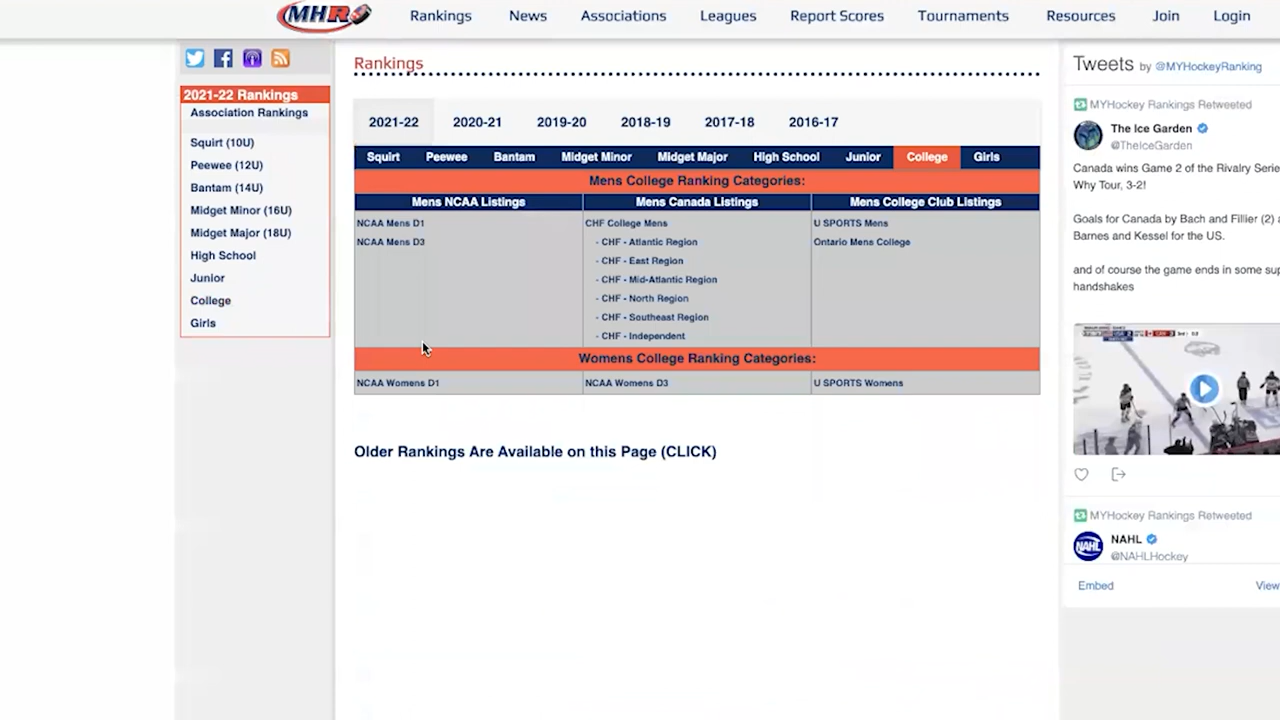 MHR
Rankings
News
Associations
Leagues
Report Scores
Tournaments
Resources
Join
Login
2021-22 Rankings
Association Rankings
Squirt (10U)
Peewee (12U)
Bantam (14U)
Midget Minor (16U)
Midget Major (18U)
High School
Junior
College
Girls
Rankings
2021-22
2020-21
2019-20
2018-19
2017-18
2016-17
Squirt
Peewee
Bantam
Midget Minor
Midget Major
High School
Junior
College
Girls
Mens College Ranking Categories:
Mens NCAA Listings
Mens Canada Listings
Mens College Club Listings
NCAA Mens D1
CHF College Mens
U SPORTS Mens
NCAA Mens D3
- CHF - Atlantic Region
Ontario Mens College
- CHF - East Region
- CHF - Mid-Atlantic Region
- CHF - North Region
- CHF - Southeast Region
- CHF - Independent
Womens College Ranking Categories:
NCAA Womens D1
NCAA Womens D3
U SPORTS Womens
Older Rankings Are Available on this Page (CLICK)
Tweets by @MYHockeyRanking
MYHockey Rankings Retweeted
The Ice Garden
@TheIceGarden
Canada wins Game 2 of the Rivalry Serie
Why Tour, 3-2!
Goals for Canada by Bach and Fillier (2)
Barnes and Kessel for the US.
and of course the game ends in some su
handshakes
MYHockey Rankings Retweeted
NAHL
NAHL
@NAHLHockey
Embed
View